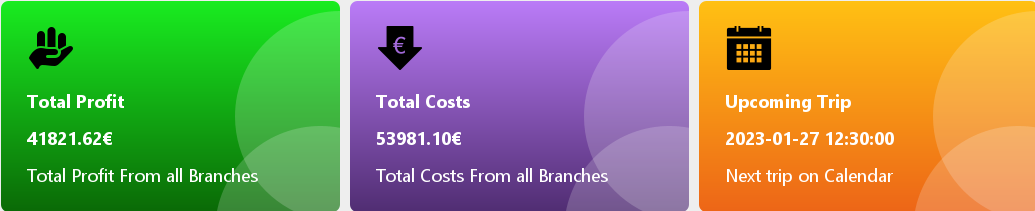 Total Profit
41821.62€
Total Profit From all Branches
€
Total Costs
53981.10€
Total Costs From all Branches
Upcoming Trip
2023-01-27 12:30:00
Next trip on Calendar